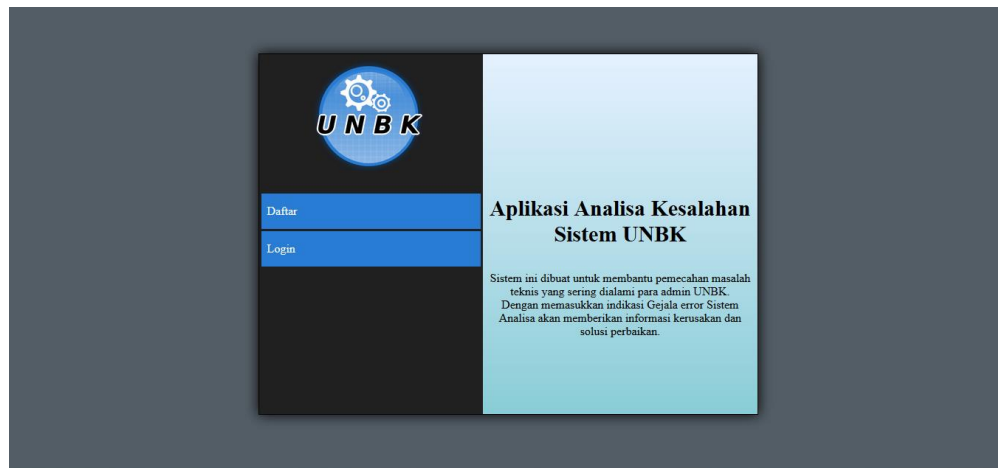 UNBK
Daftar
Login
Aplikasi Analisa Kesalahan
Sistem UNBK
Sistem ini dibuat untuk membantu pemecahan masalah
teknis yang sering dialami para admin UNBK.
Dengan memasukkan indikasi Gejala error Sistem
Analisa akan memberikan informasi kerusakan dan
solusi perbaikan.